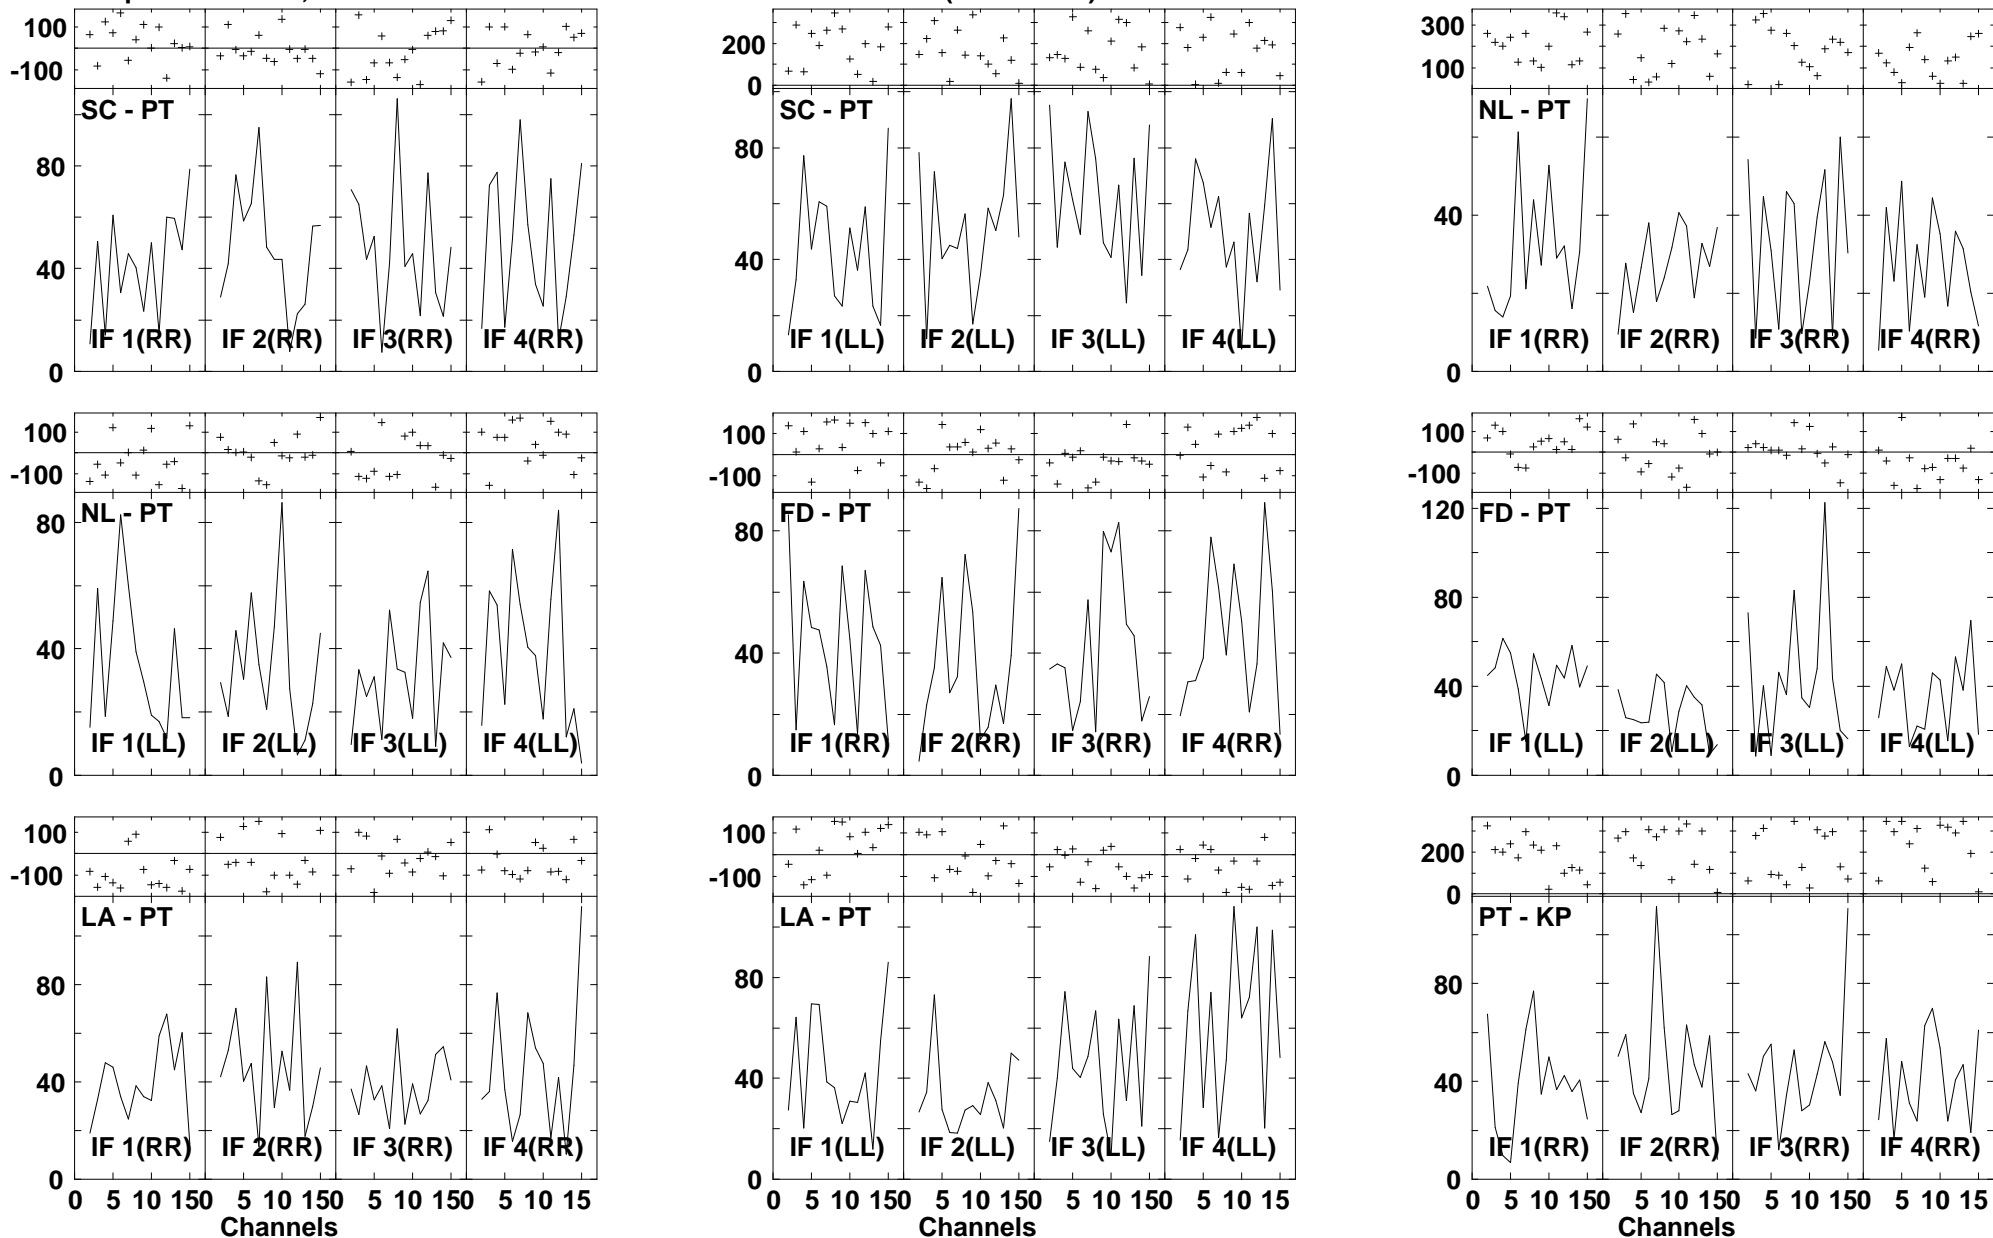 100 -100 200 0 300 100
SC - PT SC - PT NL - PT
80 40 0 80 40 0 40 0
IF 1(RR) IF 2(RR) IF 3(RR) IF 4(RR) IF 1(LL) IF 2(LL) IF 3(LL) IF 4(LL) IF 1(RR) IF 2(RR) IF 3(RR) IF 4(RR)
100 -100 100 -100 100 -100
NL - PT FD - PT FD - PT
80 40 0 80 40 0 120 80 40 0
IF 1(LL) IF 2(LL) IF 3(LL) IF 4(LL) IF 1(RR) IF 2(RR) IF 3(RR) IF 4(RR) IF 1(LL) IF 2(LL) IF 3(LL) IF 4(LL)
100 -100 100 -100 200 0
LA - PT LA - PT PT - KP
80 40 0 80 40 0 80 40 0
IF 1(RR) IF 2(RR) IF 3(RR) IF 4(RR) IF 1(LL) IF 2(LL) IF 3(LL) IF 4(LL) IF 1(RR) IF 2(RR) IF 3(RR) IF 4(RR)
0 5 10 150 5 10 150 5 10 150 5 10 15 0 5 10 150 5 10 150 5 10 150 5 10 15 0 5 10 150 5 10 150 5 10 150 5 10 15
Channels Channels Channels